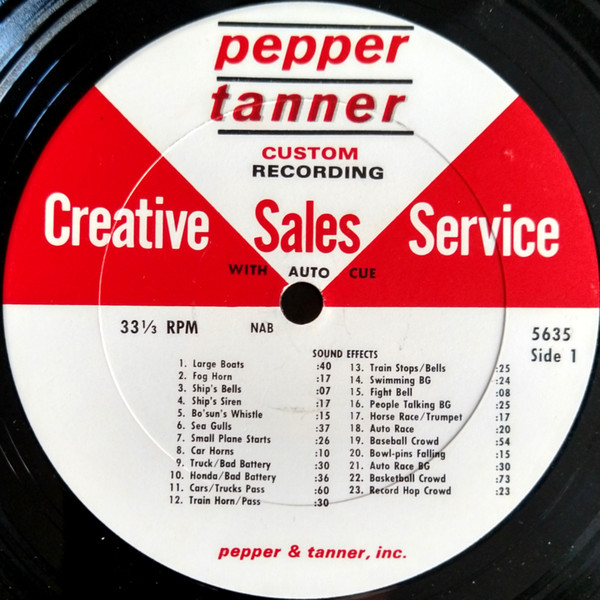 pepper
tanner
CUSTOM
RECORDING
Creative Sales Service
WITH AUTO CUE
33 1/3 RPM NAB
5635
Side 1
SOUND EFFECTS
1. Large Boats :40
2. Fog Horn :17
3. Ship's Bells :07
4. Ship's Siren :17
5. Bo'sun's Whistle :15
6. Sea Gulls :37
7. Small Plane Starts :26
8. Car Horns :10
9. Truck/Bad Battery :30
10. Honda/Bad Battery :36
11. Cars/Trucks Pass :60
12. Train Horn/Pass :30
13. Train Stops/Bells :25
14. Swimming BG :24
15. Fight Bell :08
16. People Talking BG :25
17. Horse Race/Trumpet :17
18. Auto Race :20
19. Baseball Crowd :54
20. Bowl-pins Falling :15
21. Auto Race BG :30
22. Basketball Crowd :73
23. Record Hop Crowd :23
pepper & tanner, inc.